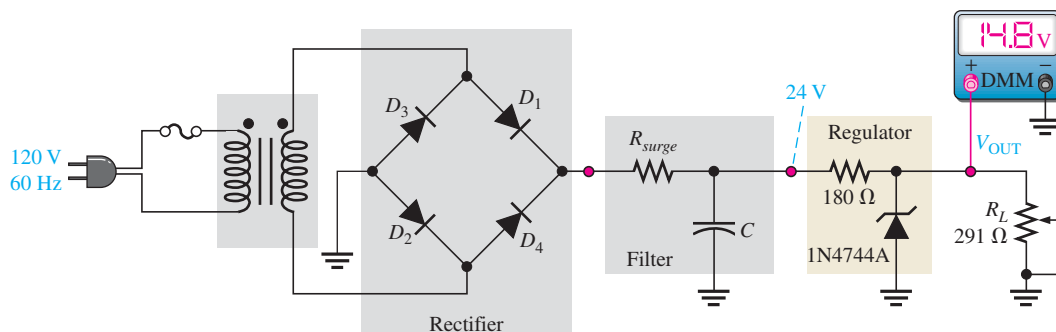 14.8 V
+ −
DMM
24 V
D3
D1
Rsurge
Regulator
VOUT
120 V
60 Hz
180 Ω
RL
291 Ω
D2
D4
C
1N4744A
Filter
Rectifier